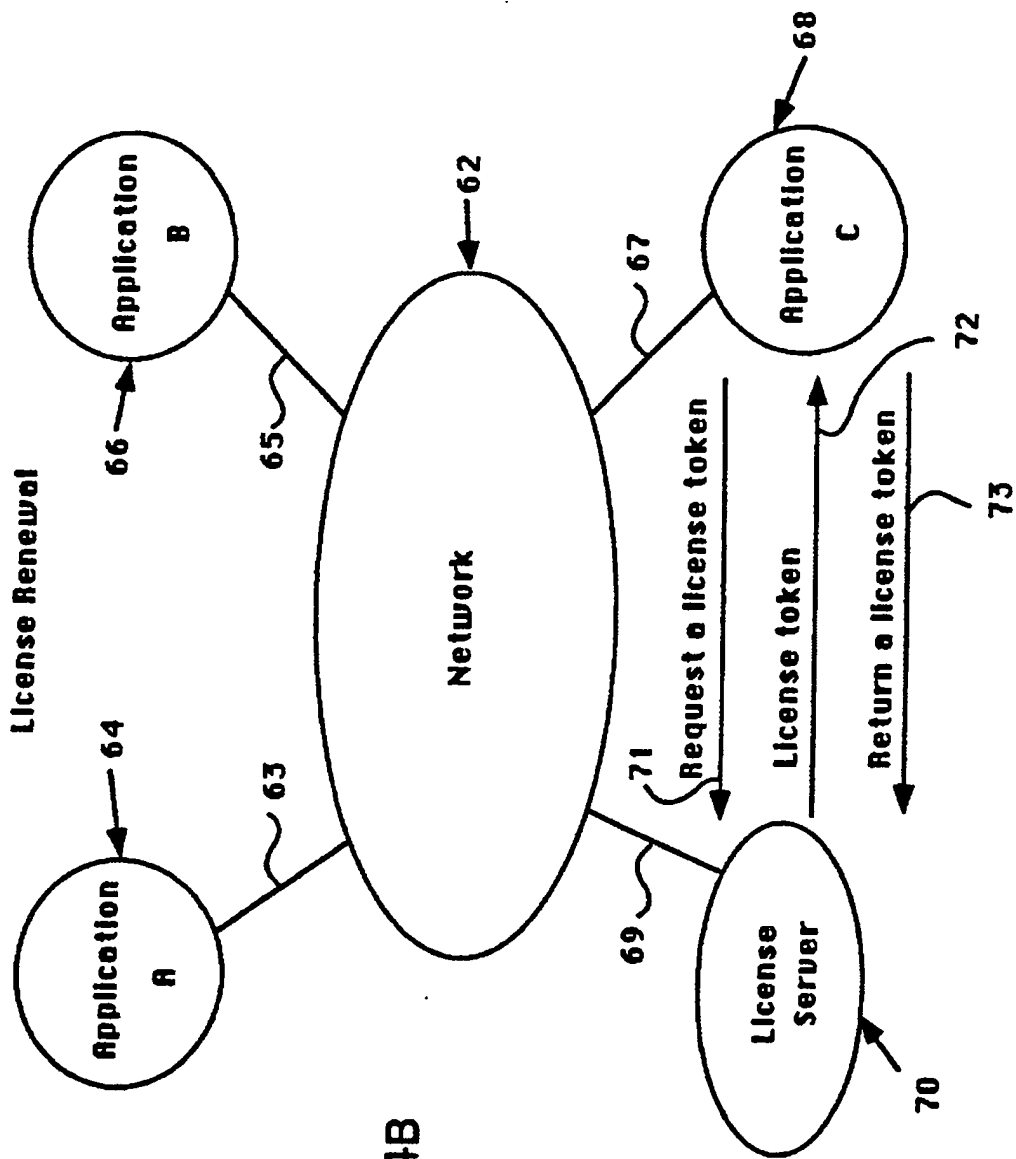 License Renewal
Application
A
64
63
66
Application
B
65
62
Network
4B
69
71
67
68
License
Server
70
Request a license token
License token
Return a license token
72
73
Application
C